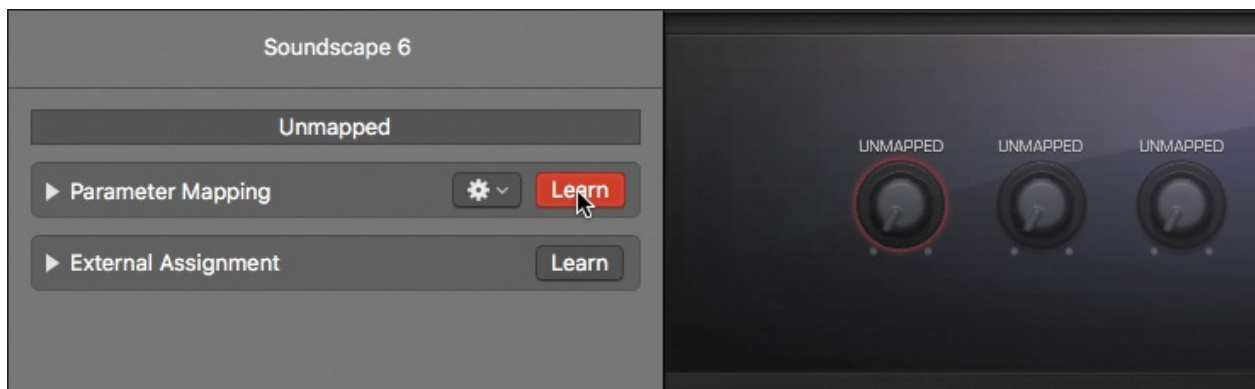 Soundscape 6
Unmapped
Parameter Mapping Learn
External Assignment Learn
UNMAPPED UNMAPPED UNMAPPED